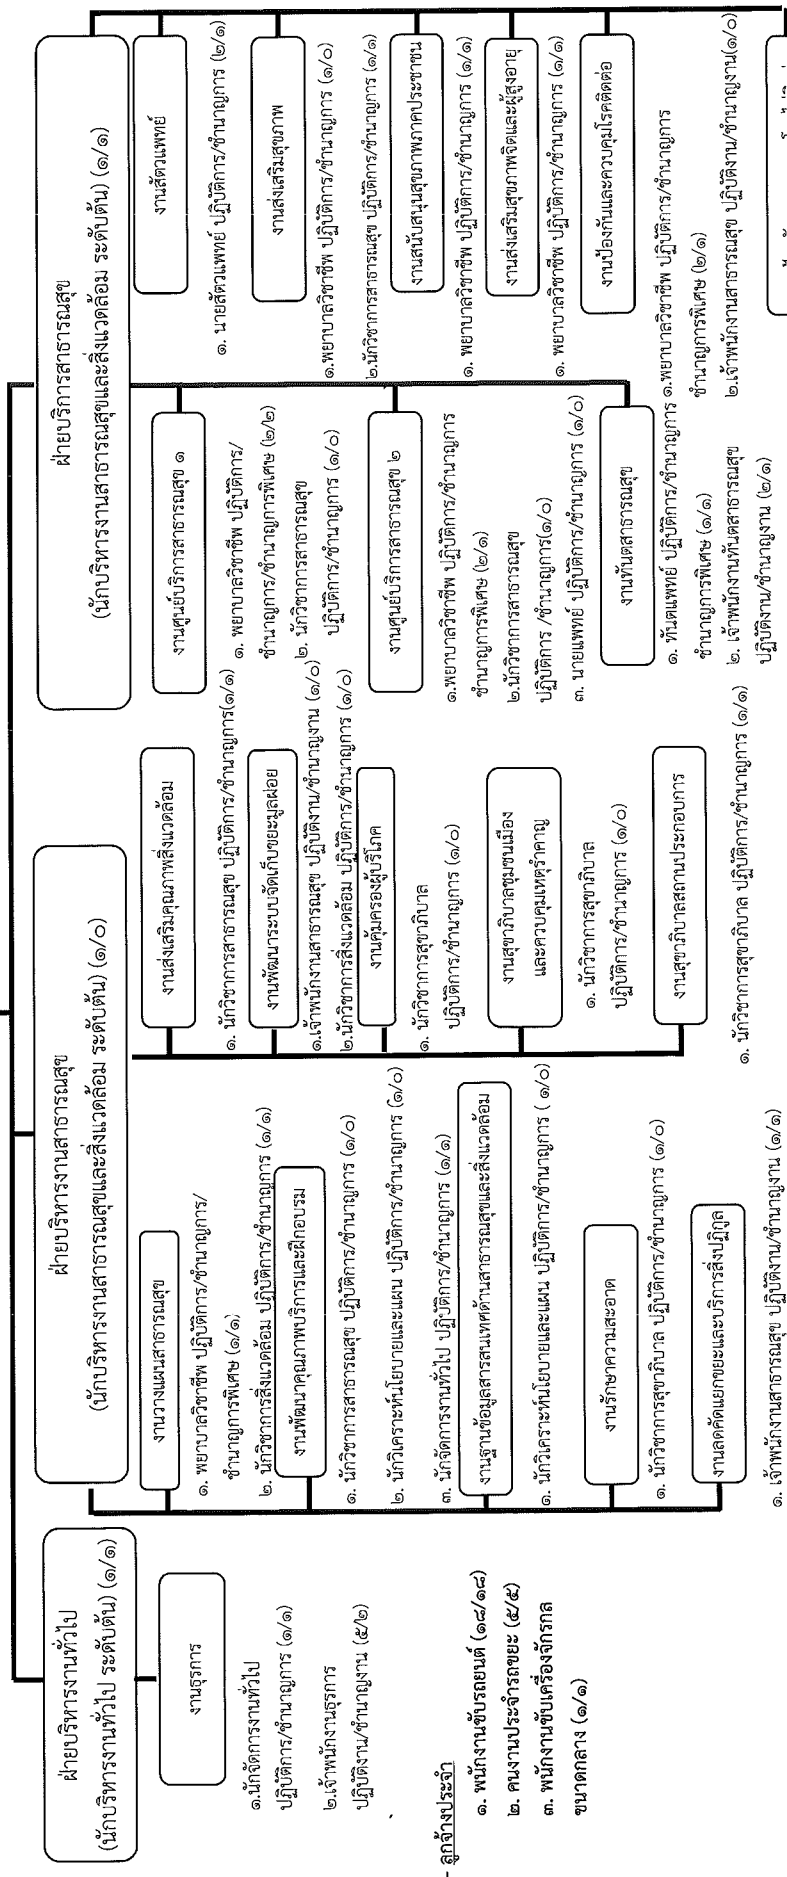 ฝ่ายบริหารงานทั่วไป
(นักบริหารงานทั่วไป ระดับต้น) (๑/๑)
งานธุรการ
๑.นักจัดการงานทั่วไป
ปฏิบัติการ/ชำนาญการ (๑/๑)
๒.เจ้าพนักงานธุรการ
ปฏิบัติงาน/ชำนาญงาน (๕/๒)
- ลูกจ้างประจำ
๑. พนักงานขับรถยนต์ (๑๘/๑๘)
๒. คนงานประจำรถขยะ (๕/๕)
๓. พนักงานขับเครื่องจักรกล
ขนาดกลาง (๑/๑)
ฝ่ายบริหารงานสาธารณสุข
(นักบริหารงานสาธารณสุขและสิ่งแวดล้อม ระดับต้น) (๑/๐)
งานวางแผนสาธารณสุข
๑. พยาบาลวิชาชีพ ปฏิบัติการ/ชำนาญการ/
ชำนาญการพิเศษ (๑/๑)
๒. นักวิชาการสิ่งแวดล้อม ปฏิบัติการ/ชำนาญการ (๑/๑)
งานพัฒนาคุณภาพบริการและฝึกอบรม
๑. นักวิชาการสาธารณสุข ปฏิบัติการ/ชำนาญการ (๑/๐)
๒. นักวิเคราะห์นโยบายและแผน ปฏิบัติการ/ชำนาญการ (๑/๐)
๓. นักจัดการงานทั่วไป ปฏิบัติการ/ชำนาญการ (๑/๑)
งานฐานข้อมูลสารสนเทศด้านสาธารณสุขและสิ่งแวดล้อม
๑. นักวิเคราะห์นโยบายและแผน ปฏิบัติการ/ชำนาญการ ( ๑/๐)
งานรักษาความสะอาด
๑. นักวิชาการสุขาภิบาล ปฏิบัติการ/ชำนาญการ (๑/๐)
งานลดคัดแยกขยะและบริการสิ่งปฏิกูล
๑. เจ้าพนักงานสาธารณสุข ปฏิบัติงาน/ชำนาญงาน (๑/๑)
งานส่งเสริมคุณภาพสิ่งแวดล้อม
๑. นักวิชาการสาธารณสุข ปฏิบัติการ/ชำนาญการ(๑/๑)
งานพัฒนาระบบจัดเก็บขยะมูลฝอย
๑.เจ้าพนักงานสาธารณสุข ปฏิบัติงาน/ชำนาญงาน (๑/๐)
๒.นักวิชาการสิ่งแวดล้อม ปฏิบัติการ/ชำนาญการ (๑/๐)
งานคุ้มครองผู้บริโภค
๑. นักวิชาการสุขาภิบาล
ปฏิบัติการ/ชำนาญการ (๑/๐)
งานสุขาภิบาลชุมชนเมือง
และควบคุมเหตุรำคาญ
๑. นักวิชาการสุขาภิบาล
ปฏิบัติการ/ชำนาญการ (๑/๐)
งานสุขาภิบาลสถานประกอบการ
๑. นักวิชาการสุขาภิบาล ปฏิบัติการ/ชำนาญการ (๑/๑)
ฝ่ายบริการสาธารณสุข
(นักบริหารงานสาธารณสุขและสิ่งแวดล้อม ระดับต้น) (๑/๑)
งานศูนย์บริการสาธารณสุข ๑
๑. พยาบาลวิชาชีพ ปฏิบัติการ/
ชำนาญการ/ชำนาญการพิเศษ (๒/๒)
๒. นักวิชาการสาธารณสุข
ปฏิบัติการ/ชำนาญการ (๑/๐)
งานศูนย์บริการสาธารณสุข ๒
๑.พยาบาลวิชาชีพ ปฏิบัติการ/ชำนาญการ
ชำนาญการพิเศษ (๒/๑)
๒.นักวิชาการสาธารณสุข
ปฏิบัติการ /ชำนาญการ(๑/๐)
๓. นายแพทย์ ปฏิบัติการ/ชำนาญการ (๑/๐)
งานทันตสาธารณสุข
๑. ทันตแพทย์ ปฏิบัติการ/ชำนาญการ
ชำนาญการพิเศษ (๑/๑)
๒. เจ้าพนักงานทันตสาธารณสุข
ปฏิบัติงาน/ชำนาญงาน (๒/๑)
งานสัตวแพทย์
๑. นายสัตวแพทย์ ปฏิบัติการ/ชำนาญการ (๒/๑)
งานส่งเสริมสุขภาพ
๑.พยาบาลวิชาชีพ ปฏิบัติการ/ชำนาญการ (๑/๐)
๒.นักวิชาการสาธารณสุข ปฏิบัติการ/ชำนาญการ (๑/๑)
งานสนับสนุนสุขภาพภาคประชาชน
๑. พยาบาลวิชาชีพ ปฏิบัติการ/ชำนาญการ (๑/๑)
งานส่งเสริมสุขภาพจิตและผู้สูงอายุ
๑. พยาบาลวิชาชีพ ปฏิบัติการ/ชำนาญการ (๑/๑)
งานป้องกันและควบคุมโรคติดต่อ
๑.พยาบาลวิชาชีพ ปฏิบัติการ/ชำนาญการ
ชำนาญการพิเศษ (๒/๑)
๒.เจ้าพนักงานสาธารณสุข ปฏิบัติงาน/ชำนาญงาน(๑/๐)